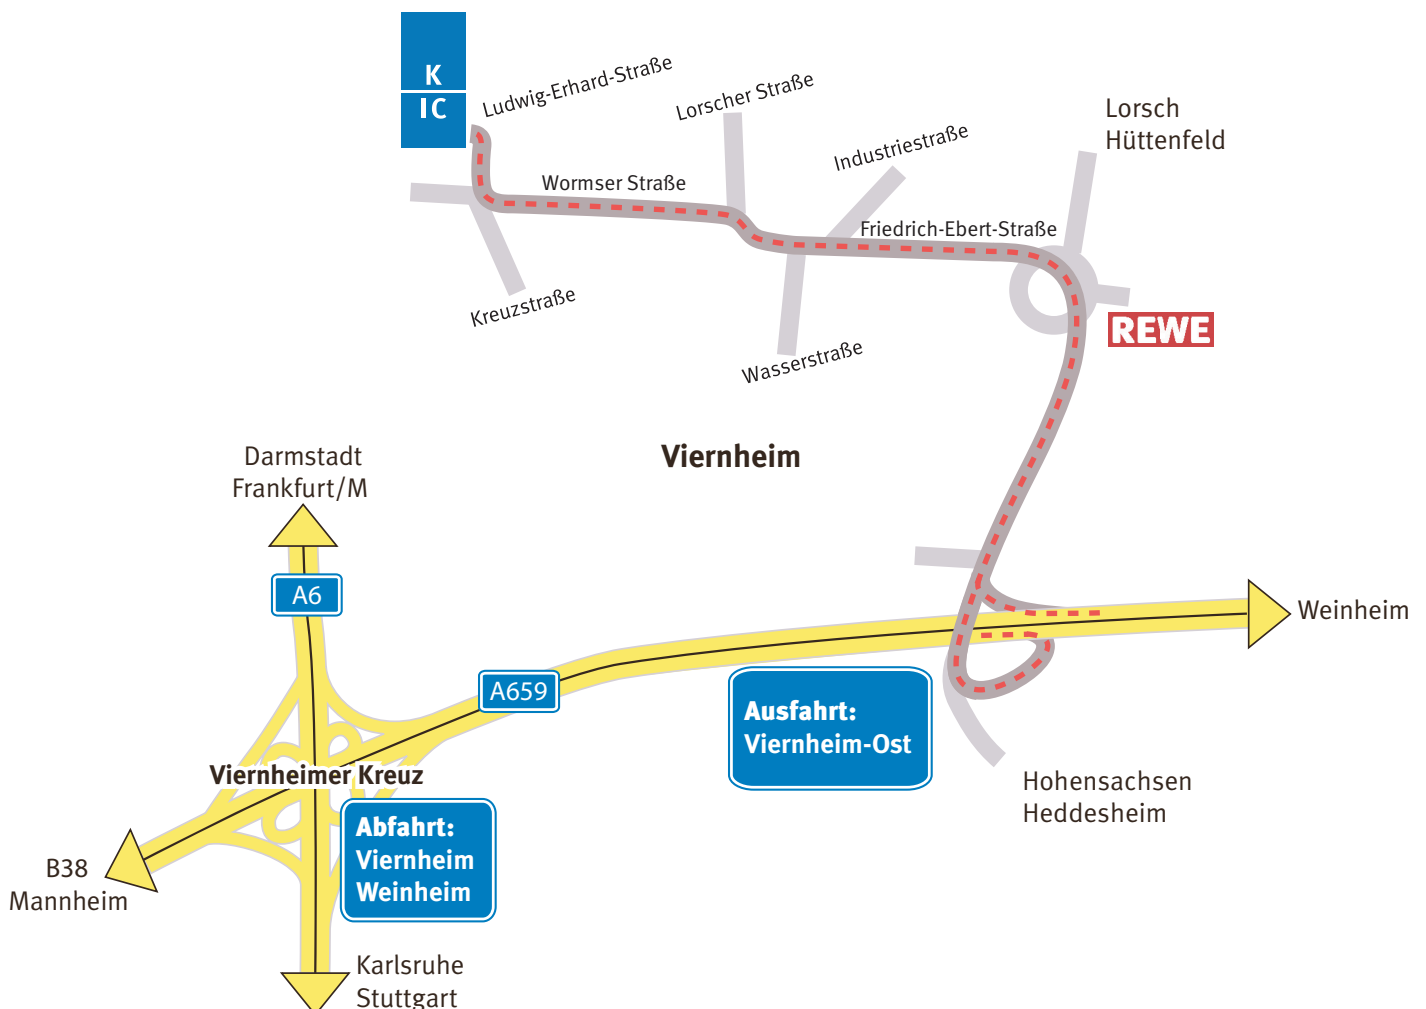 K
IC
Ludwig-Erhard-Straße
Lorscher Straße
Industriestraße
Lorsch
Hüttenfeld
Wormser Straße
Friedrich-Ebert-Straße
Kreuzstraße
Wasserstraße
REWE
Viernheim
Darmstadt
Frankfurt/M
A6
Weinheim
A659
Ausfahrt:
Viernheim-Ost
Viernheimer Kreuz
Hohensachsen
Heddesheim
Abfahrt:
Viernheim
Weinheim
B38
Mannheim
Karlsruhe
Stuttgart